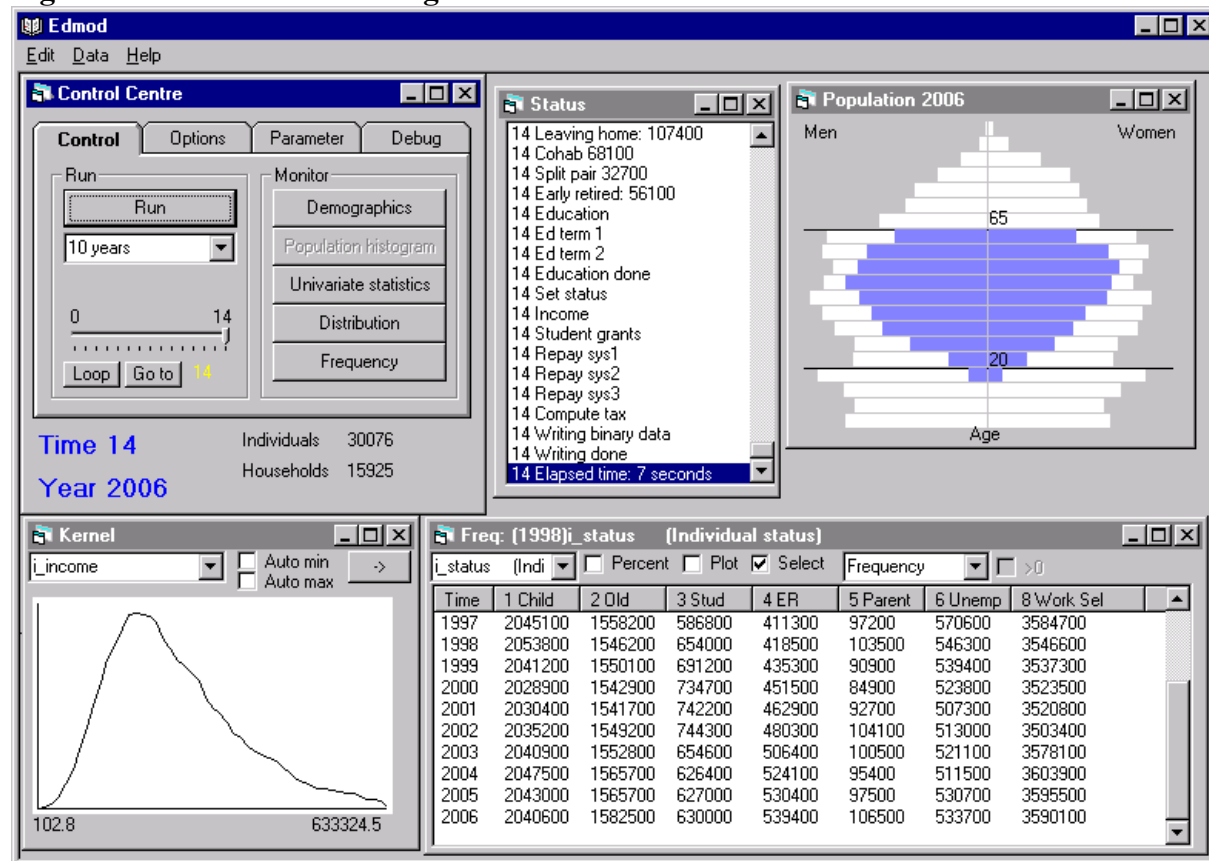 Edmod
Edit Data Help
Control Centre
Control Options Parameter Debug
Run
Run
10 years
0 14
Loop Go to 14
Monitor
Demographics
Population histogram
Univariate statistics
Distribution
Frequency
Time 14
Year 2006
Individuals 30076
Households 15925
Status
14 Leaving home: 107400
14 Cohab 68100
14 Split pair 32700
14 Early retired: 56100
14 Education
14 Ed term 1
14 Ed term 2
14 Education done
14 Set status
14 Income
14 Student grants
14 Repay sys1
14 Repay sys2
14 Repay sys3
14 Compute tax
14 Writing binary data
14 Writing done
14 Elapsed time: 7 seconds
Population 2006
Men Women
65
20
Age
Kernel
i_income
Auto min
Auto max
->
102.8 633324.5
Freq: (1998)i_status (Individual status)
i_status (Indi Percent Plot Select Frequency >0
Time 1 Child 2 Old 3 Stud 4 ER 5 Parent 6 Unemp 8 Work Sel
1997 2045100 1558200 586800 411300 97200 570600 3584700
1998 2053800 1546200 654000 418500 103500 546300 3546600
1999 2041200 1550100 691200 435300 90900 539400 3537300
2000 2028900 1542900 734700 451500 84900 523800 3523500
2001 2030400 1541700 742200 462900 92700 507300 3520800
2002 2035200 1549200 744300 480300 104100 513000 3503400
2003 2040900 1552800 654600 506400 100500 521100 3578100
2004 2047500 1565700 626400 524100 95400 511500 3603900
2005 2043000 1565700 627000 530400 97500 530700 3595500
2006 2040600 1582500 630000 539400 106500 533700 3590100